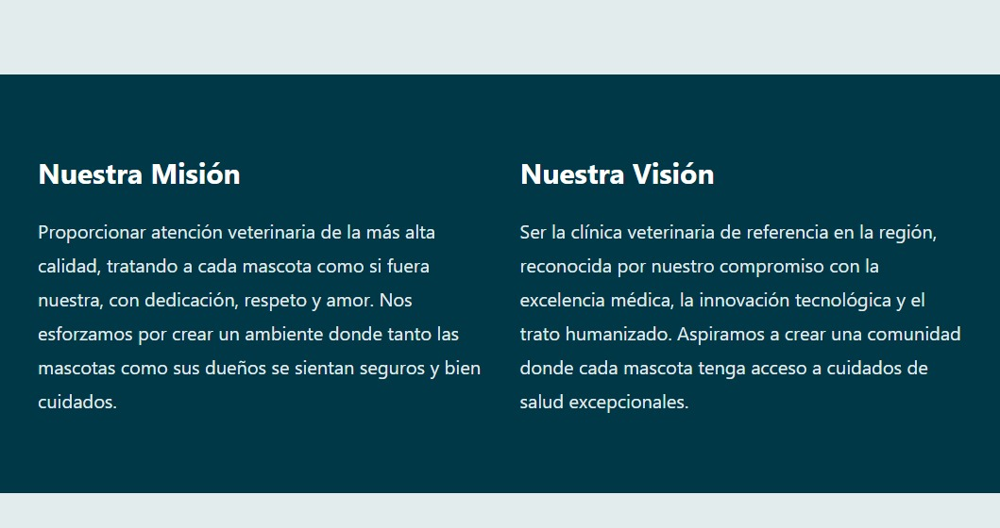 Nuestra Misión
Proporcionar atención veterinaria de la más alta
calidad, tratando a cada mascota como si fuera
nuestra, con dedicación, respeto y amor. Nos
esforzamos por crear un ambiente donde tanto las
mascotas como sus dueños se sientan seguros y bien
cuidados.
Nuestra Visión
Ser la clínica veterinaria de referencia en la región,
reconocida por nuestro compromiso con la
excelencia médica, la innovación tecnológica y el
trato humanizado. Aspiramos a crear una comunidad
donde cada mascota tenga acceso a cuidados de
salud excepcionales.